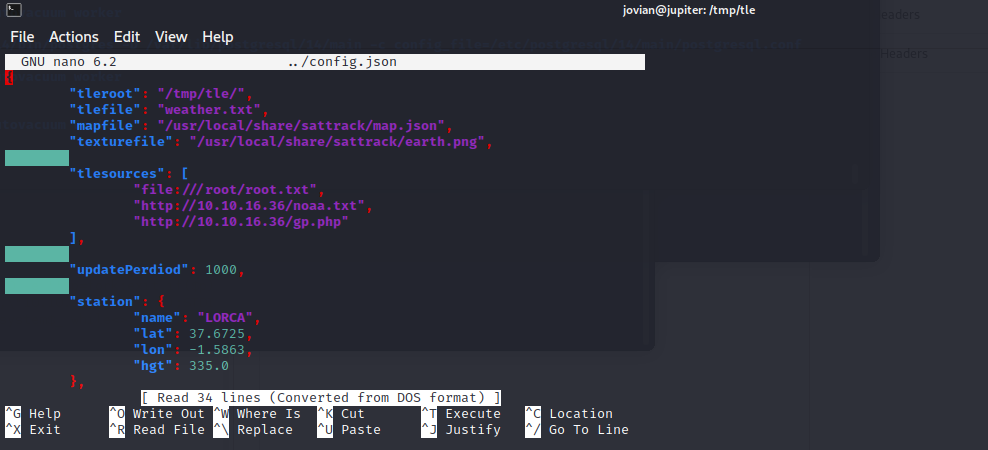 jovian@jupiter: /tmp/tle
File Actions Edit View Help
GNU nano 6.2 ../config.json
{
"tleroot": "/tmp/tle/",
"tlefile": "weather.txt",
"mapfile": "/usr/local/share/sattrack/map.json",
"texturefile": "/usr/local/share/sattrack/earth.png",
"tlesources": [
"file:///root/root.txt",
"http://10.10.16.36/noaa.txt",
"http://10.10.16.36/gp.php"
],
"updatePerdiod": 1000,
"station": {
"name": "LORCA",
"lat": 37.6725,
"lon": -1.5863,
"hgt": 335.0
},
[ Read 34 lines (Converted from DOS format) ]
^G Help ^O Write Out ^W Where Is ^K Cut ^T Execute ^C Location
^X Exit ^R Read File ^\ Replace ^U Paste ^J Justify ^/ Go To Line